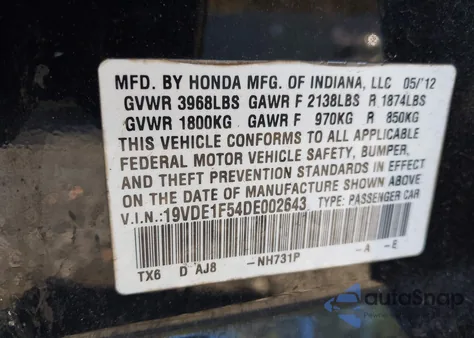 MFD. BY HONDA MFG. OF INDIANA, LLC 05/'12
GVWR 3968LBS GAWR F 2138LBS R 1874LBS
GVWR 1800KG GAWR F 970KG R 850KG
THIS VEHICLE CONFORMS TO ALL APPLICABLE
FEDERAL MOTOR VEHICLE SAFETY, BUMPER,
AND THEFT PREVENTION STANDARDS IN EFFECT
ON THE DATE OF MANUFACTURE SHOWN ABOVE
V.I.N.:19VDE1F54DE002643 TYPE: PASSENGER CAR
TX6 D AJ8 -NH731P -A -E
autoSnap